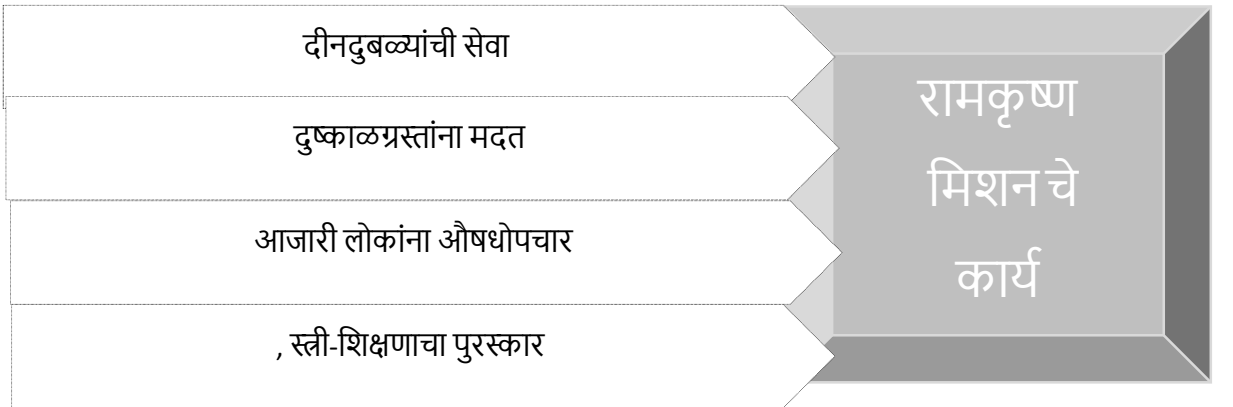 दीनदुबळ्यांची सेवा
दुष्काळग्रस्तांना मदत
आजारी लोकांना औषधोपचार
, स्त्री-शिक्षणाचा पुरस्कार
रामकृष्ण
मिशन चे
कार्य